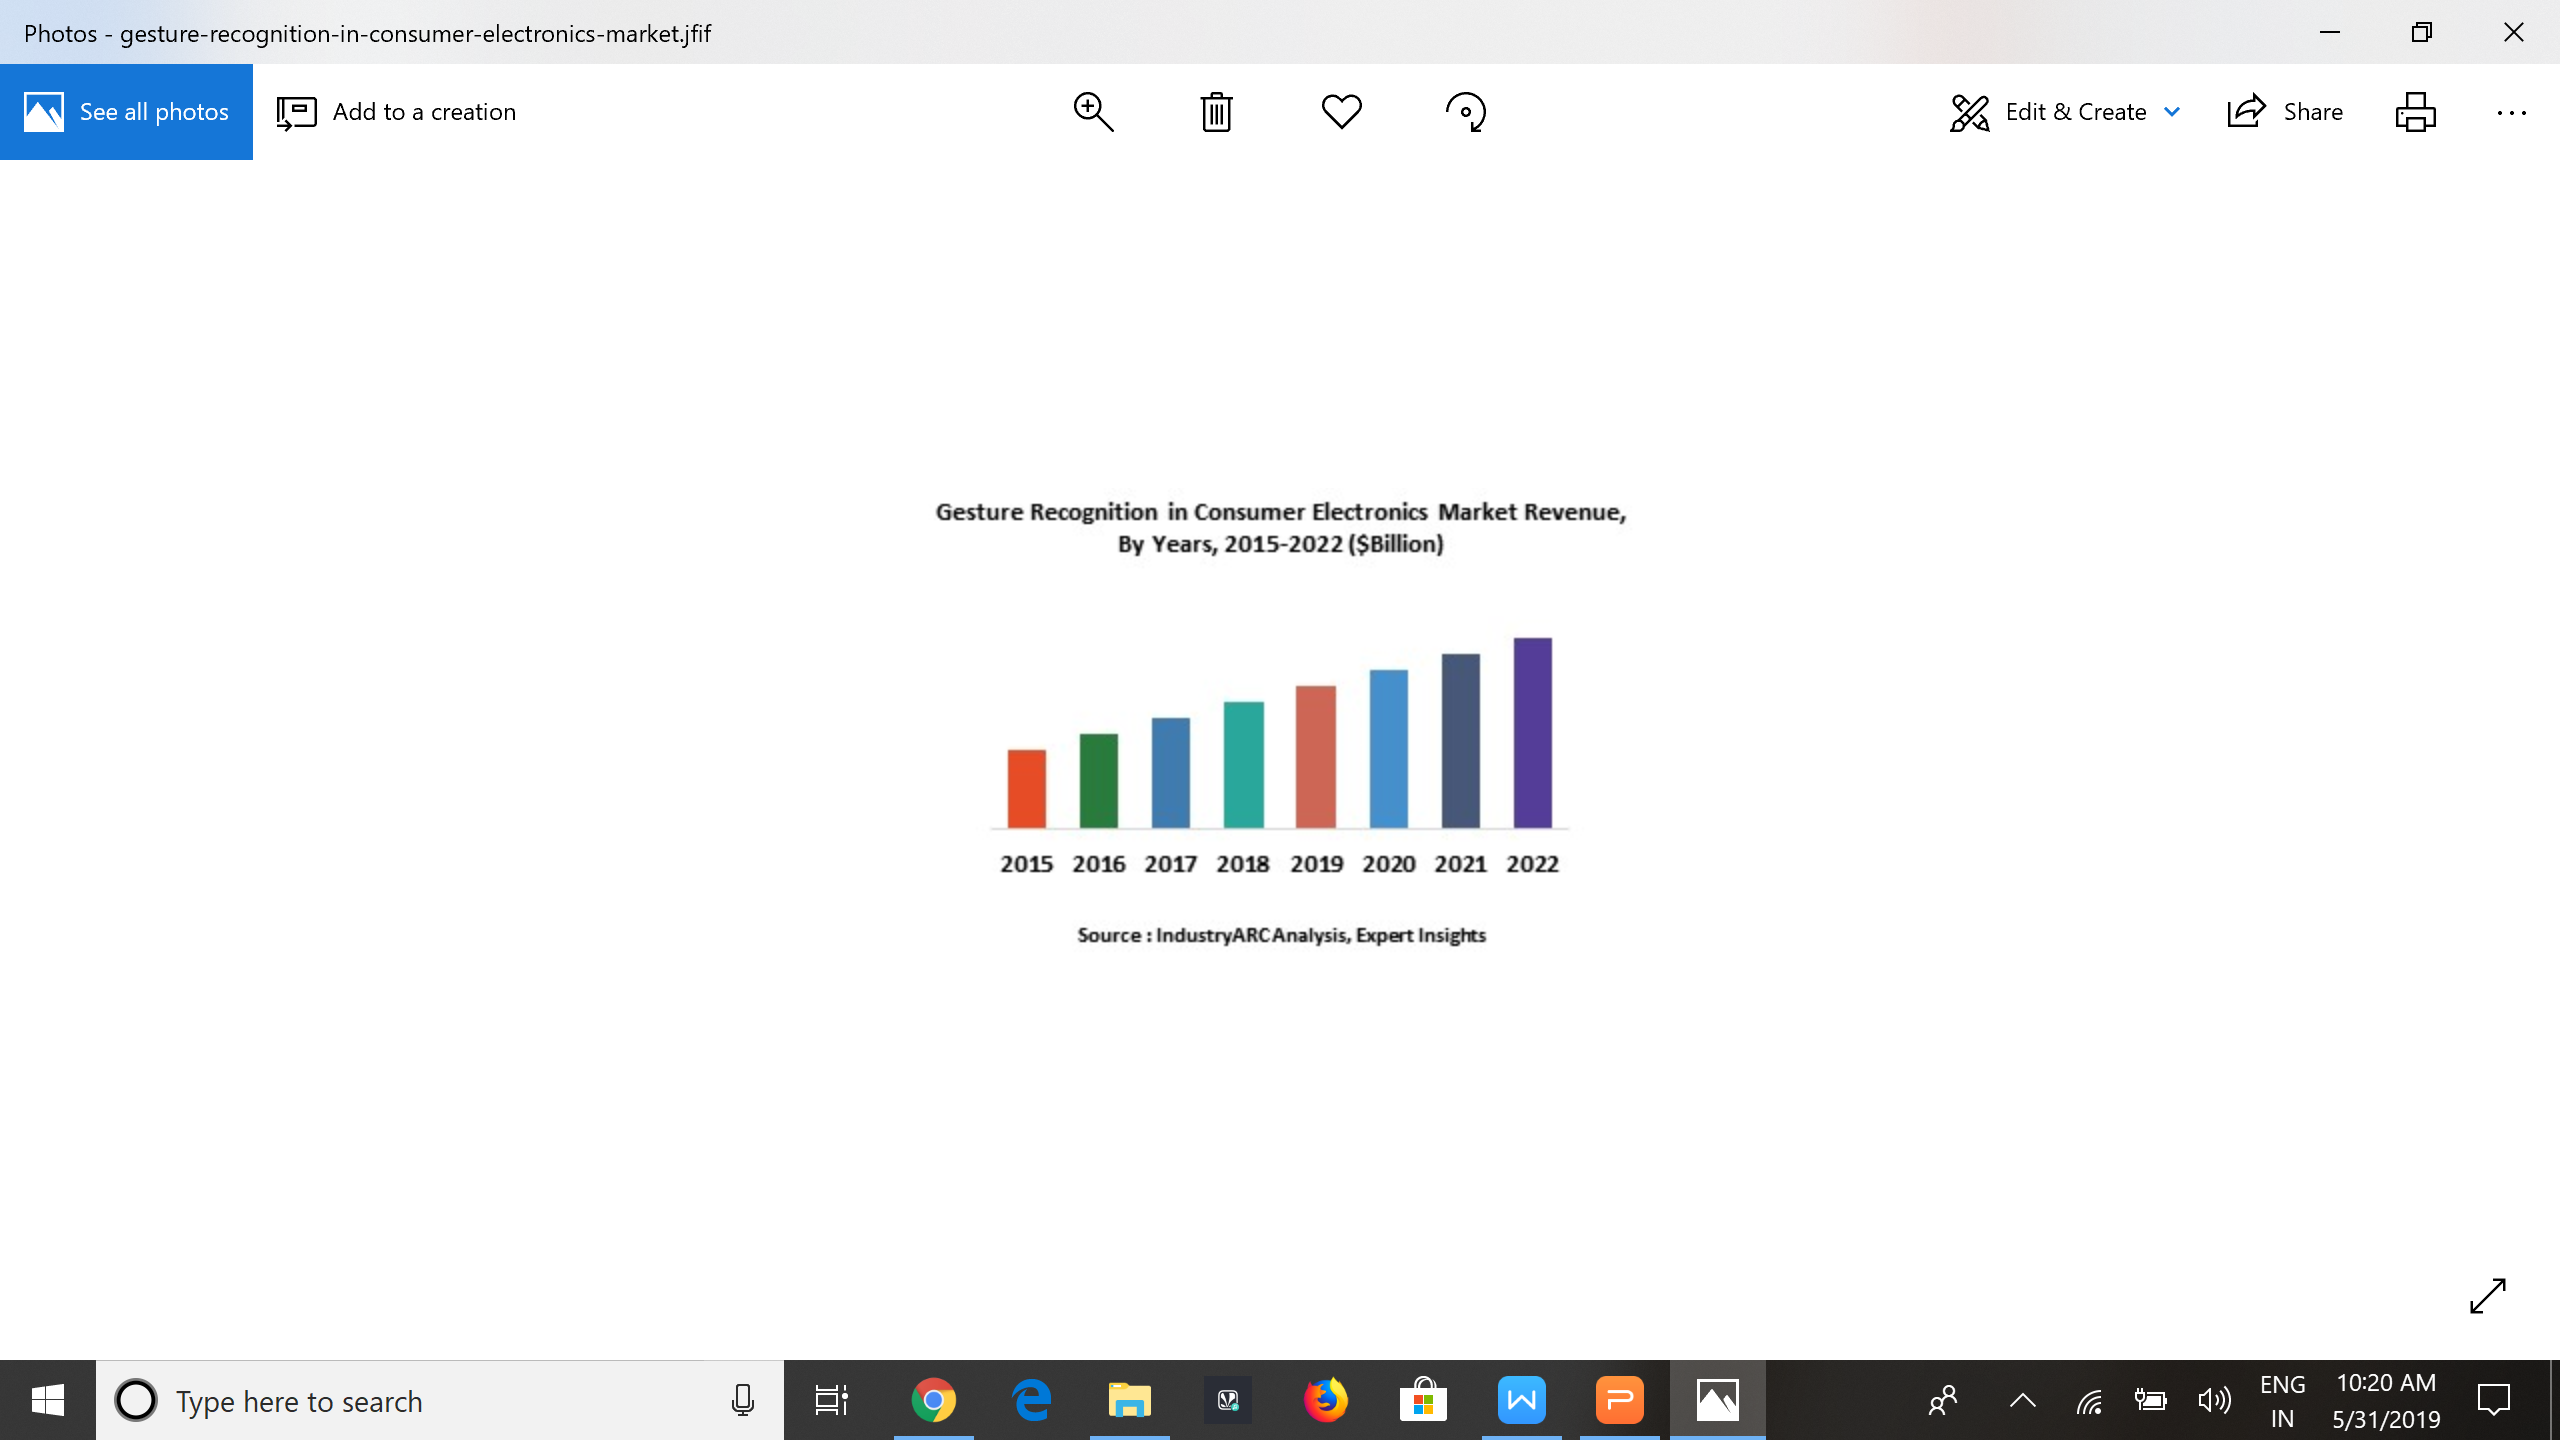 Photos - gesture-recognition-in-consumer-electronics-market.jfif
See all photos
Add to a creation
Edit & Create
Share
Gesture Recognition in Consumer Electronics Market Revenue,
By Years, 2015-2022 ($Billion)
2015 2016 2017 2018 2019 2020 2021 2022
Source : IndustryARC Analysis, Expert Insights
Type here to search
ENG
IN
10:20 AM
5/31/2019